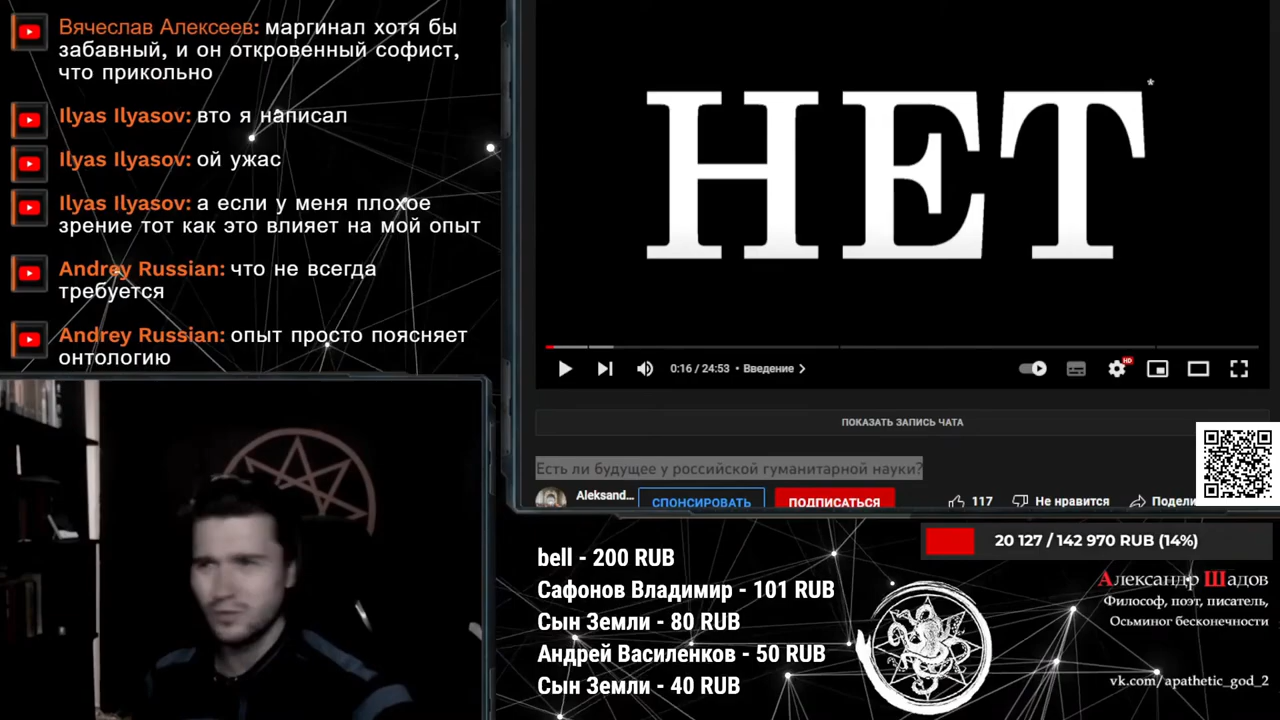 Вячеслав Алексеев: маргинал хотя бы
забавный, и он откровенный софист,
что прикольно
Ilyas Ilyasov: вто я написал
Ilyas Ilyasov: ой ужас
Ilyas Ilyasov: а если у меня плохое
зрение тот как это влияет на мой опыт
Andrey Russian: что не всегда
требуется
Andrey Russian: опыт просто поясняет
онтологию
НЕТ*
0:16 / 24:53 • Введение
HD
ПОКАЗАТЬ ЗАПИСЬ ЧАТА
Есть ли будущее у российской гуманитарной науки?
Aleksand...
СПОНСИРОВАТЬ
ПОДПИСАТЬСЯ
117
Не нравится
Подели
20 127 / 142 970 RUB (14%)
bell - 200 RUB
Сафонов Владимир - 101 RUB
Сын Земли - 80 RUB
Андрей Василенков - 50 RUB
Сын Земли - 40 RUB
Александр Шадов
Философ, поэт, писатель,
Осьминог бесконечности
vk.com/apathetic_god_2